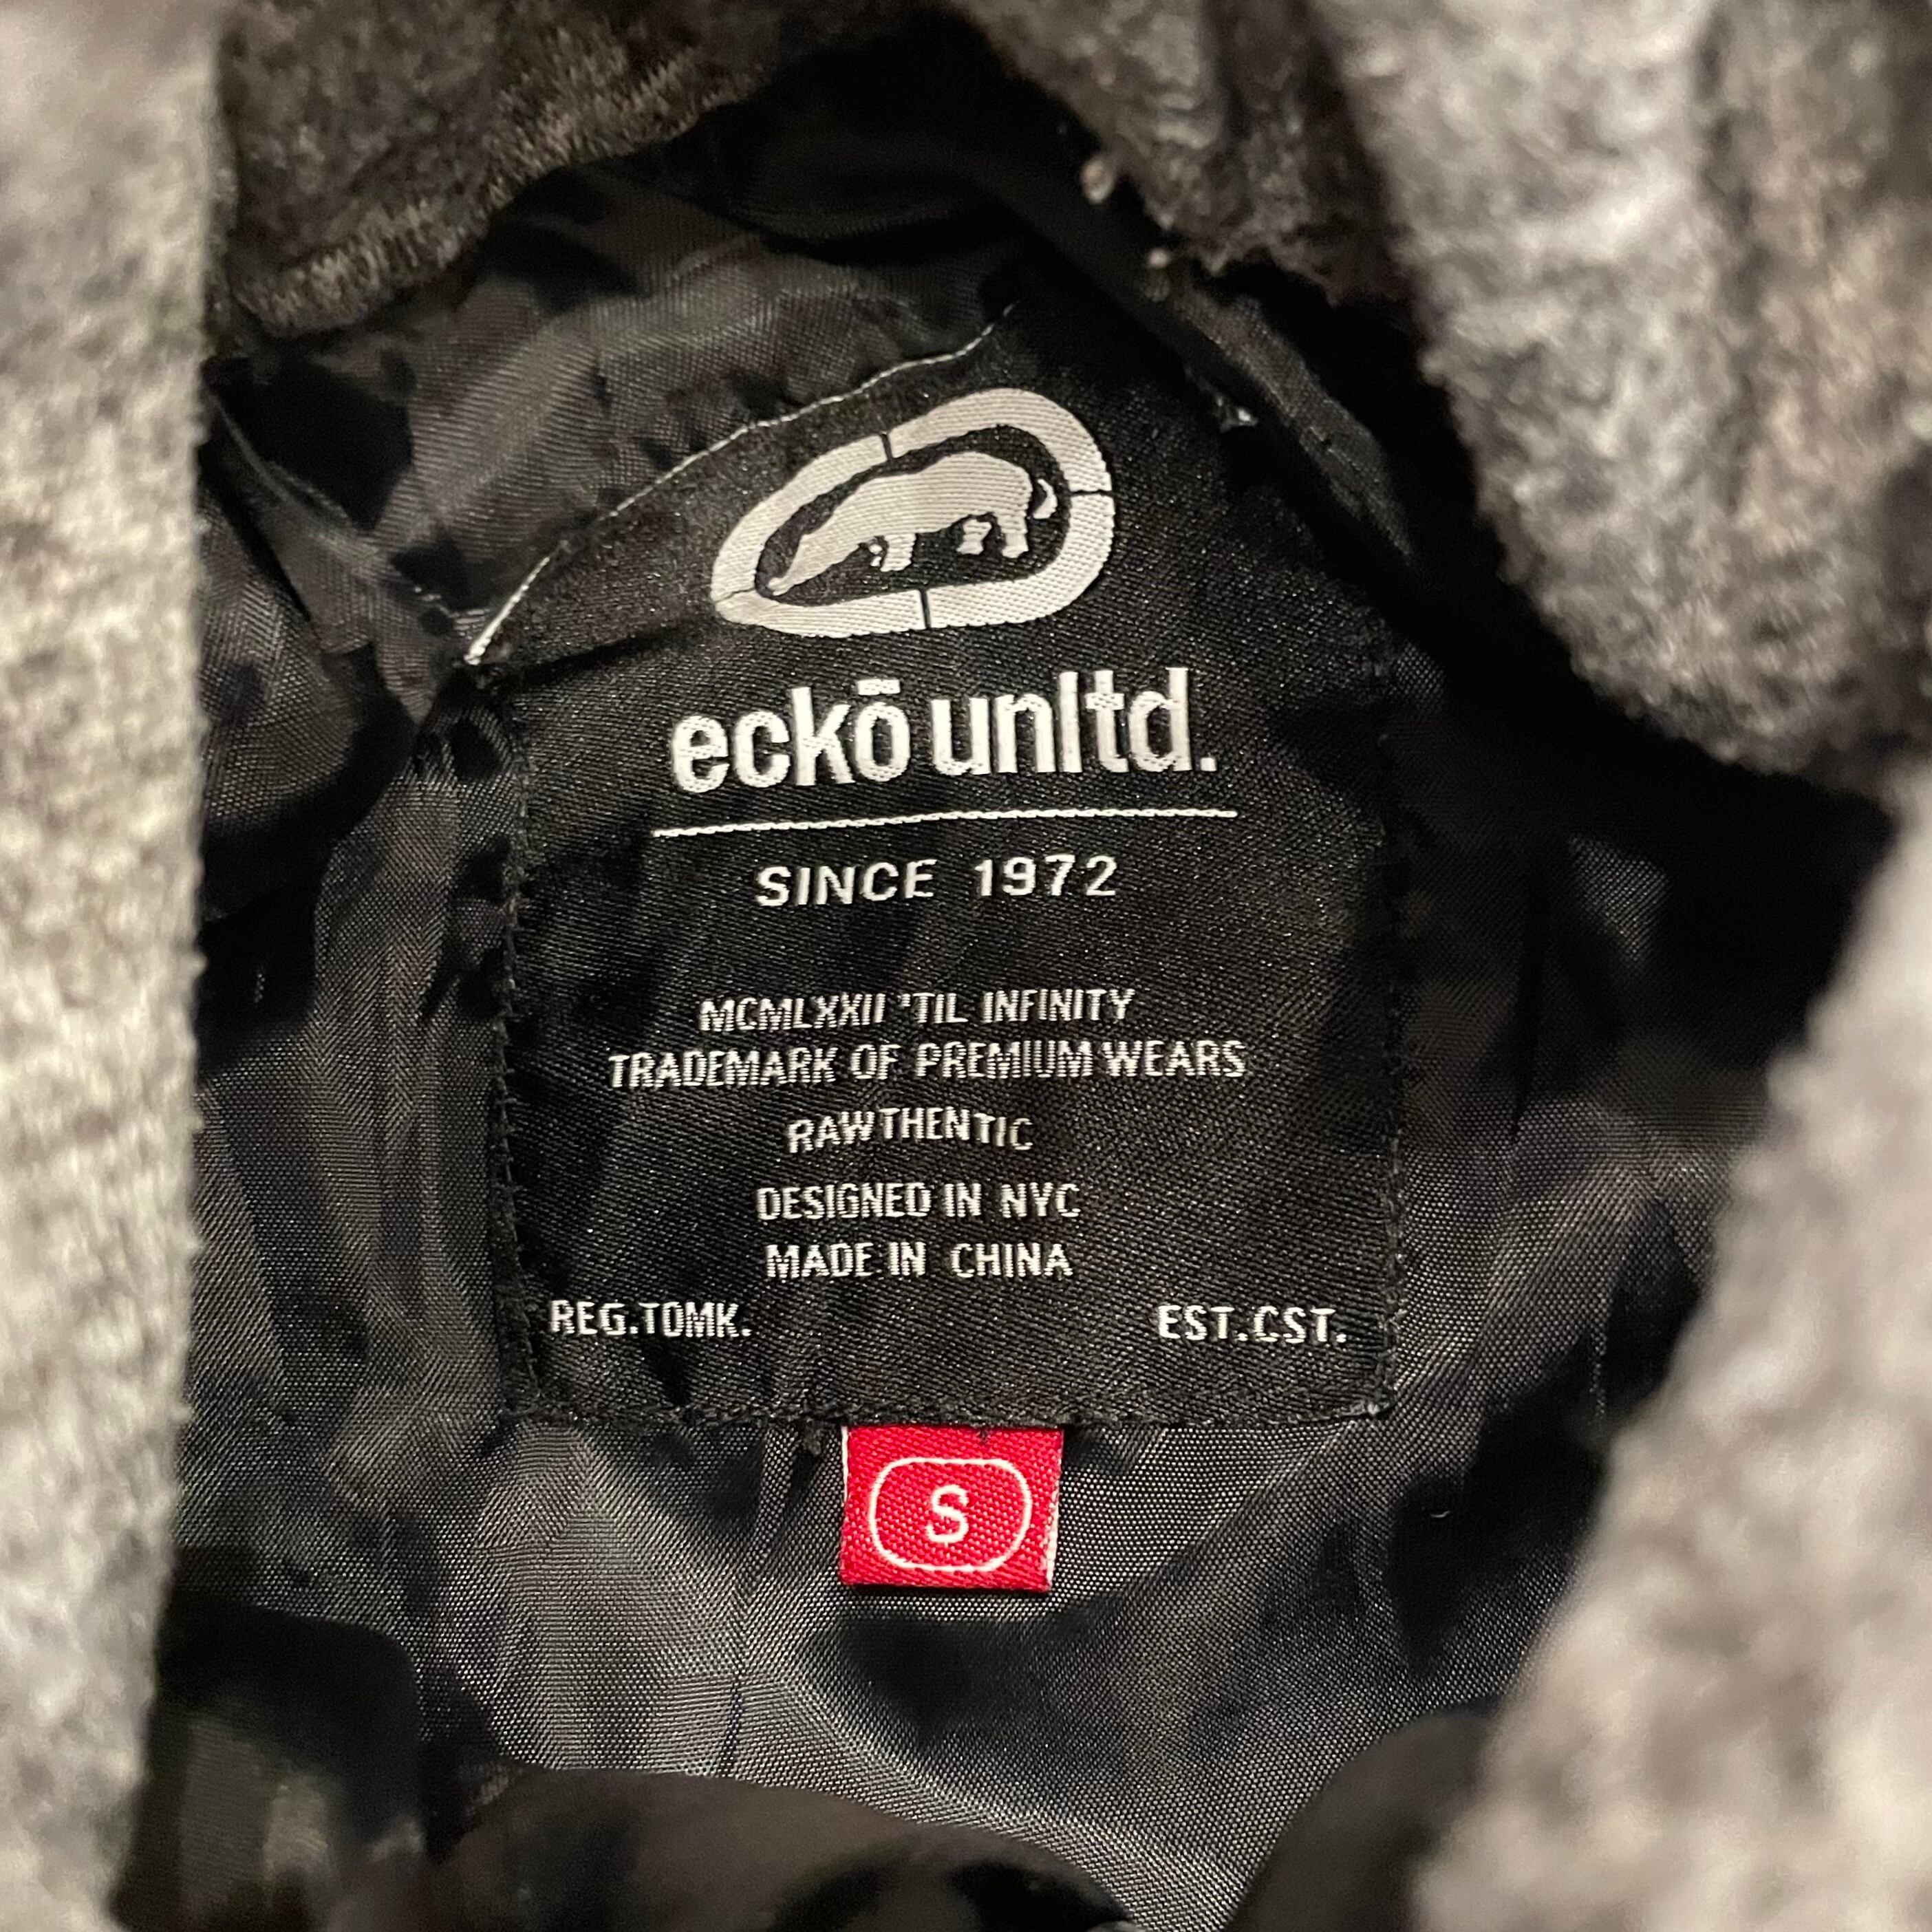 eckō unltd.
SINCE 1972
MCMLXXII 'TIL INFINITY
TRADEMARK OF PREMIUM WEARS
RAWTHENTIC
DESIGNED IN NYC
MADE IN CHINA
REG.TDMK. EST.CST.
S